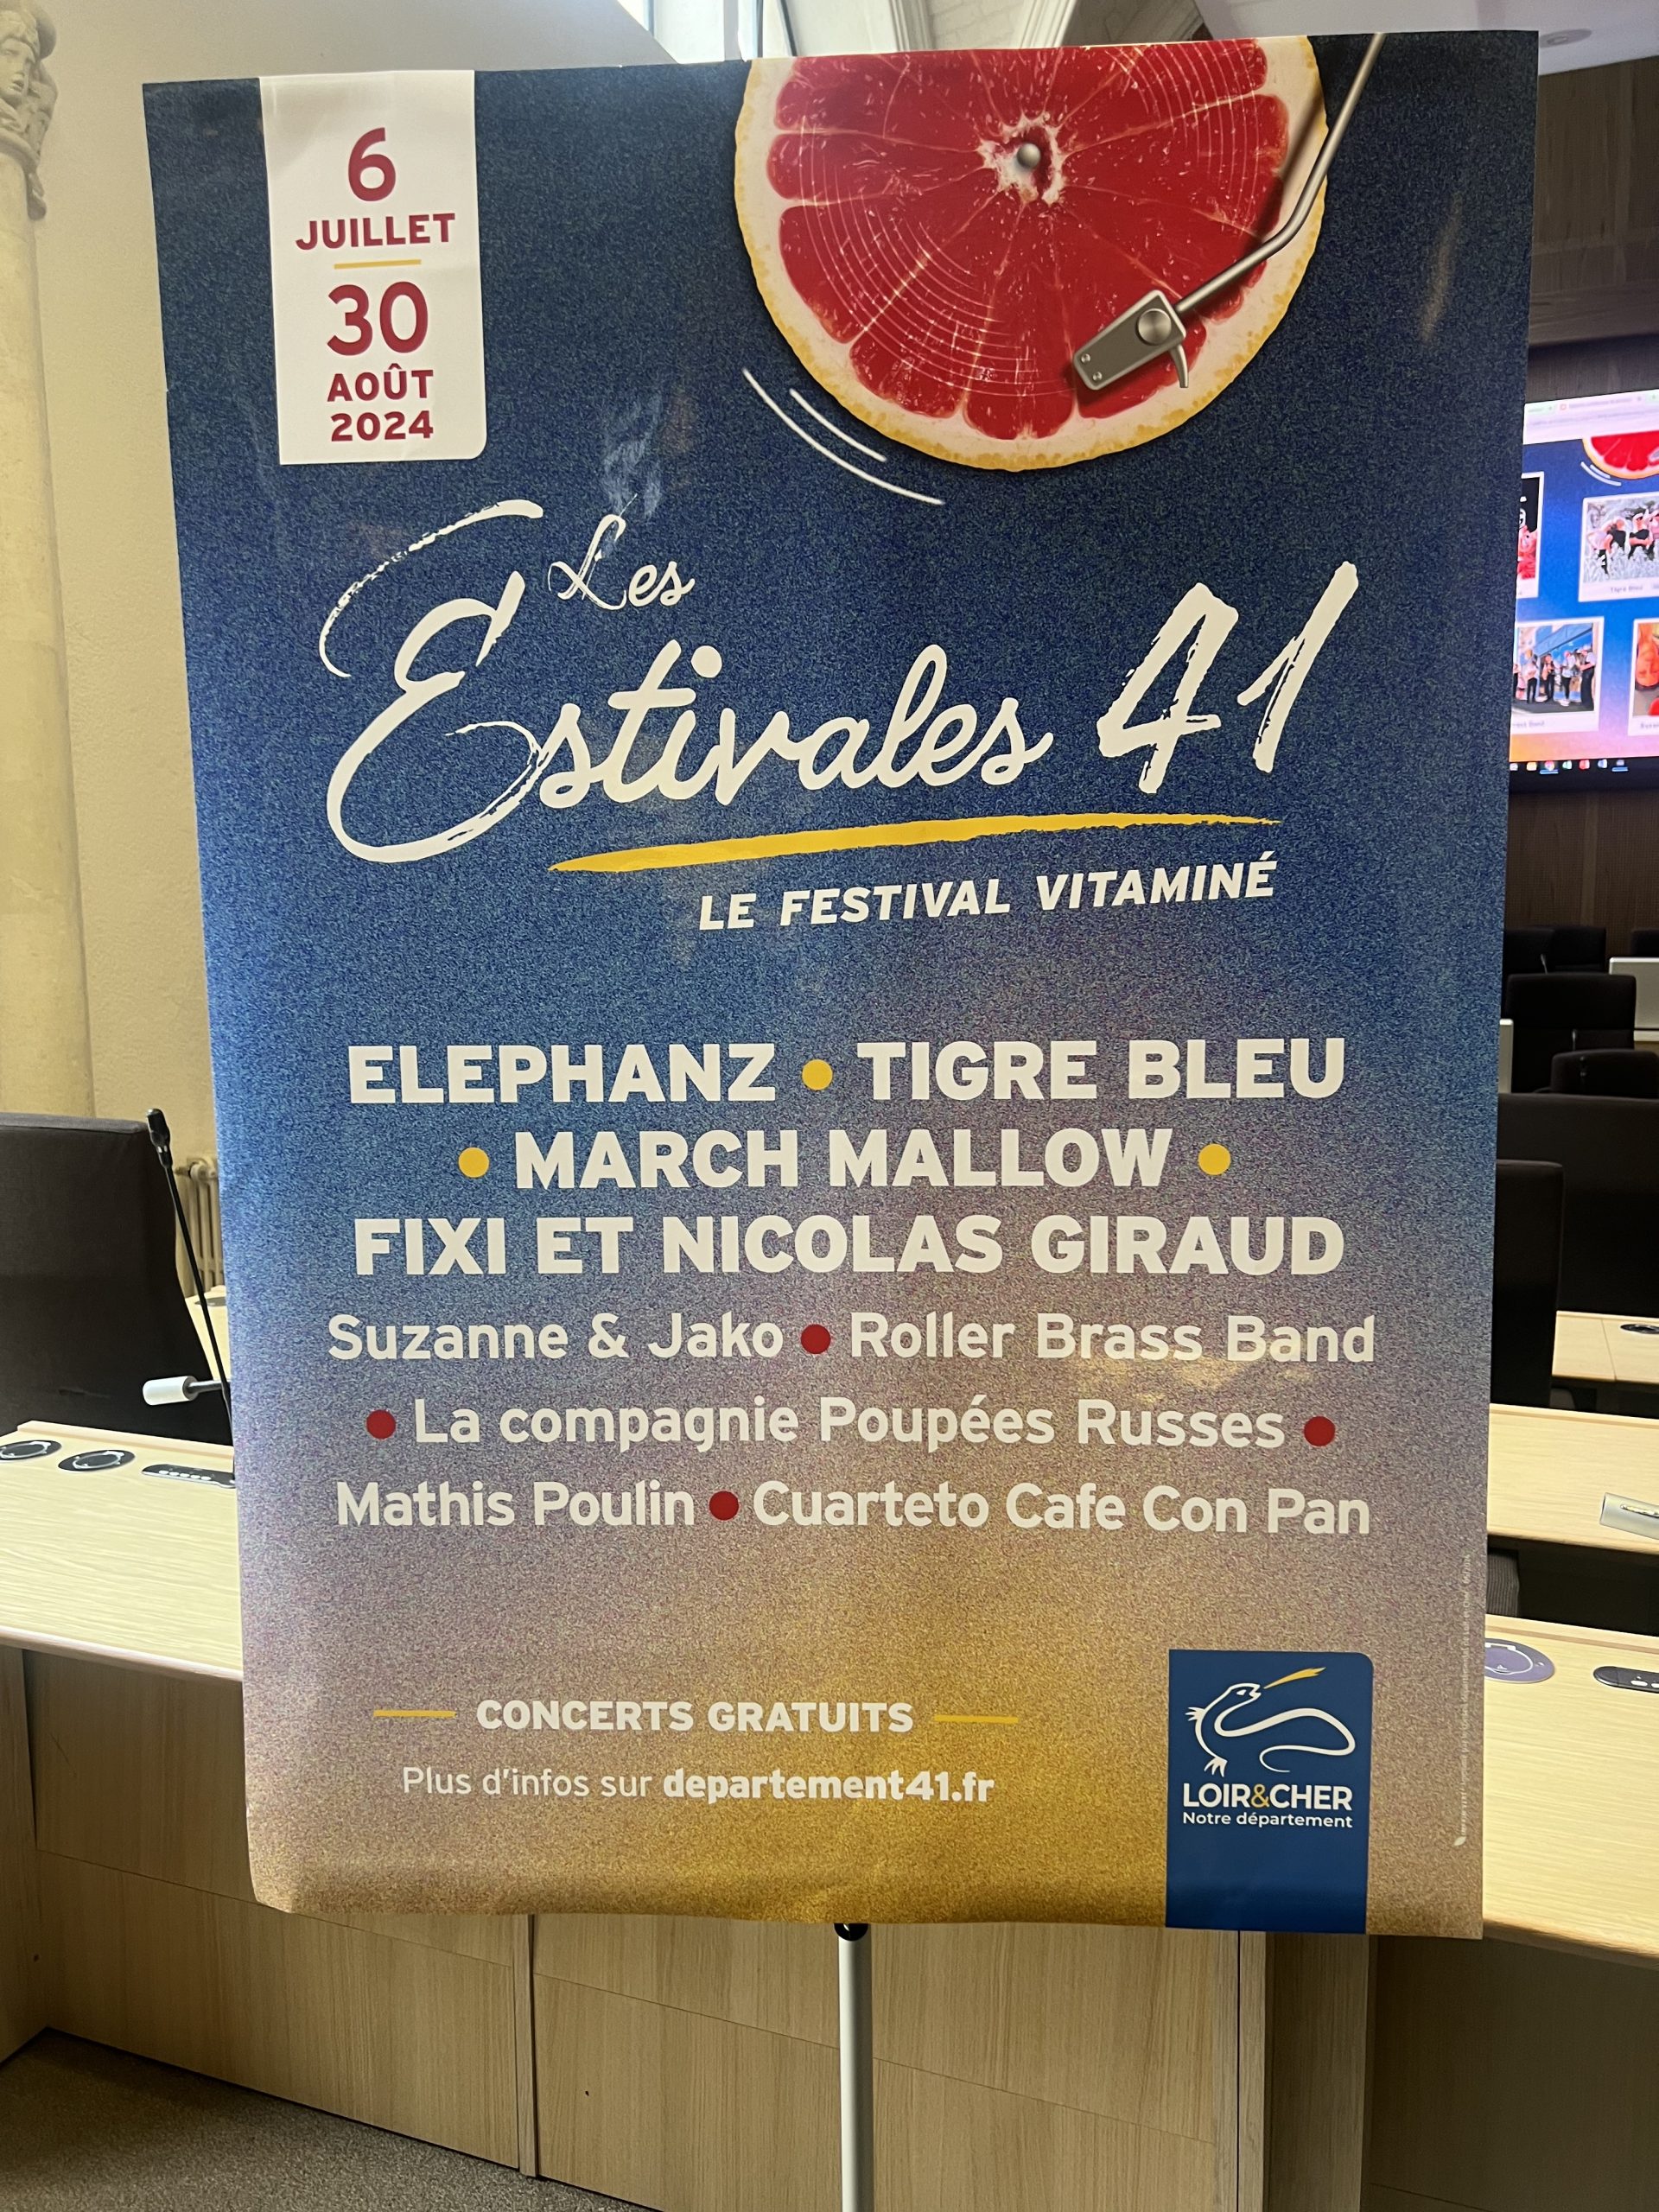 6
JUILLET
30
AOÛT
2024
Les
Estivales 41
LE FESTIVAL VITAMINÉ
ELEPHANZ • TIGRE BLEU
• MARCH MALLOW •
FIXI ET NICOLAS GIRAUD
Suzanne & Jako • Roller Brass Band
• La compagnie Poupées Russes •
Mathis Poulin • Cuarteto Cafe Con Pan
CONCERTS GRATUITS
Plus d'infos sur departement41.fr
LOIR&CHER
Notre département
Tigre Bleu